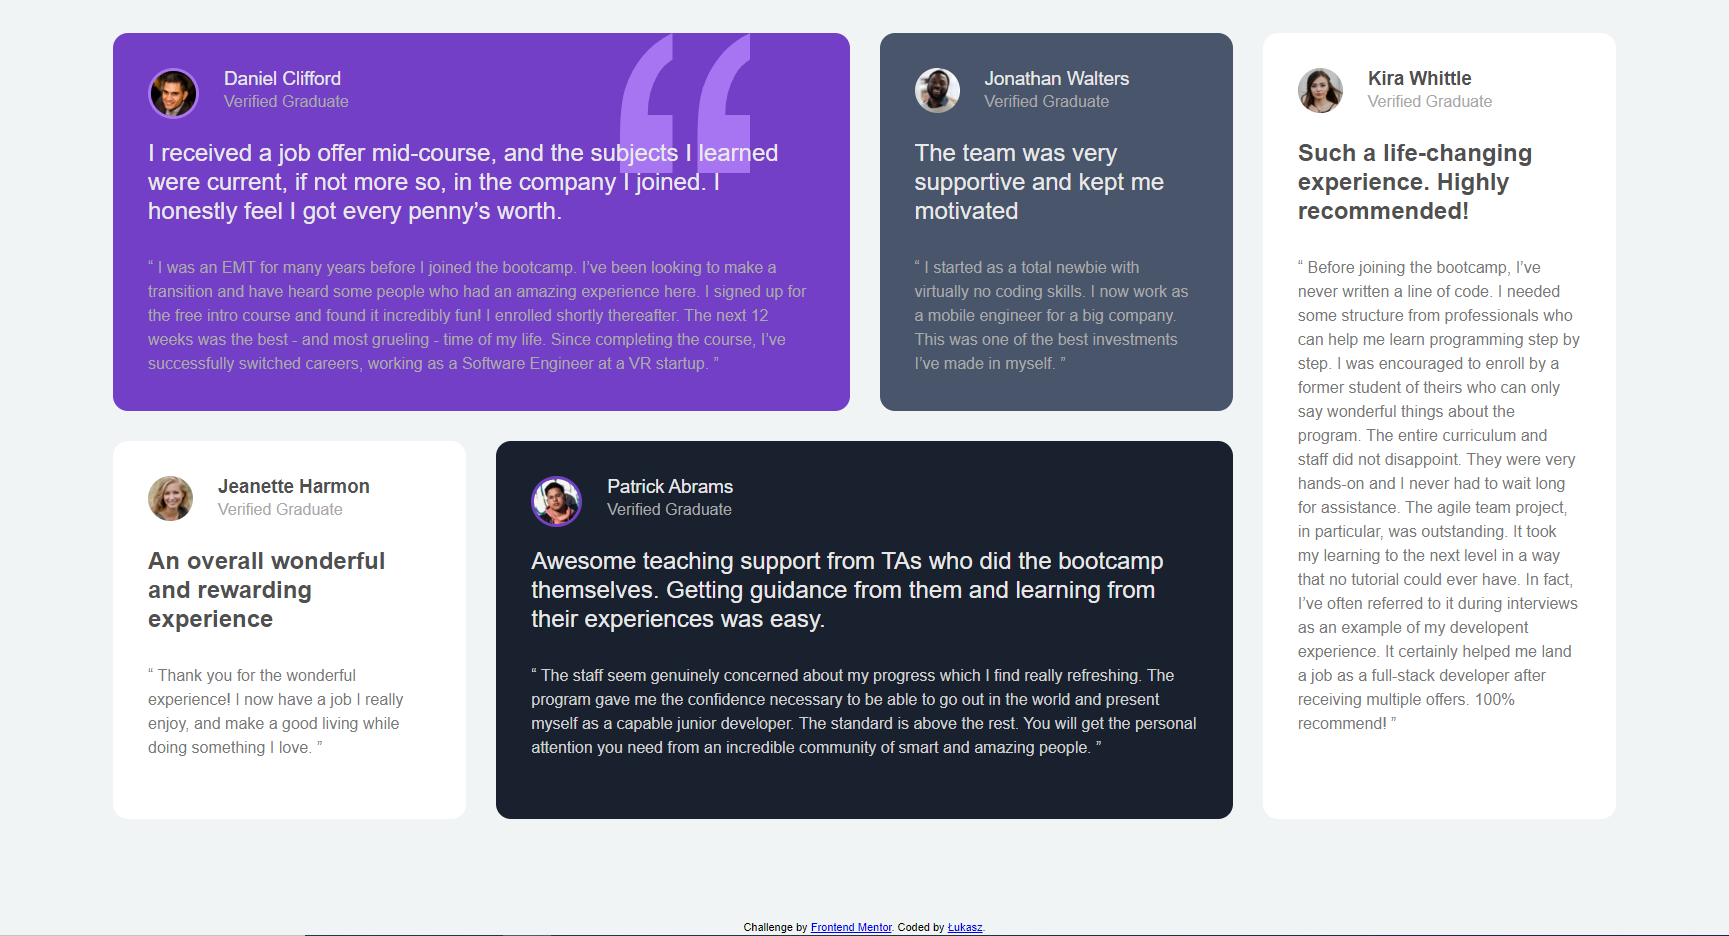 Daniel Clifford
Verified Graduate
I received a job offer mid-course, and the subjects I learned
were current, if not more so, in the company I joined. I
honestly feel I got every penny’s worth.
“ I was an EMT for many years before I joined the bootcamp. I’ve been looking to make a
transition and have heard some people who had an amazing experience here. I signed up for
the free intro course and found it incredibly fun! I enrolled shortly thereafter. The next 12
weeks was the best - and most grueling - time of my life. Since completing the course, I’ve
successfully switched careers, working as a Software Engineer at a VR startup. ”
Jonathan Walters
Verified Graduate
The team was very
supportive and kept me
motivated
“ I started as a total newbie with
virtually no coding skills. I now work as
a mobile engineer for a big company.
This was one of the best investments
I’ve made in myself. ”
Kira Whittle
Verified Graduate
Such a life-changing
experience. Highly
recommended!
“ Before joining the bootcamp, I’ve
never written a line of code. I needed
some structure from professionals who
can help me learn programming step by
step. I was encouraged to enroll by a
former student of theirs who can only
say wonderful things about the
program. The entire curriculum and
staff did not disappoint. They were very
hands-on and I never had to wait long
for assistance. The agile team project,
in particular, was outstanding. It took
my learning to the next level in a way
that no tutorial could ever have. In fact,
I’ve often referred to it during interviews
as an example of my developent
experience. It certainly helped me land
a job as a full-stack developer after
receiving multiple offers. 100%
recommend! ”
Jeanette Harmon
Verified Graduate
An overall wonderful
and rewarding
experience
“ Thank you for the wonderful
experience! I now have a job I really
enjoy, and make a good living while
doing something I love. ”
Patrick Abrams
Verified Graduate
Awesome teaching support from TAs who did the bootcamp
themselves. Getting guidance from them and learning from
their experiences was easy.
“ The staff seem genuinely concerned about my progress which I find really refreshing. The
program gave me the confidence necessary to be able to go out in the world and present
myself as a capable junior developer. The standard is above the rest. You will get the personal
attention you need from an incredible community of smart and amazing people. ”
Challenge by Frontend Mentor. Coded by Łukasz.